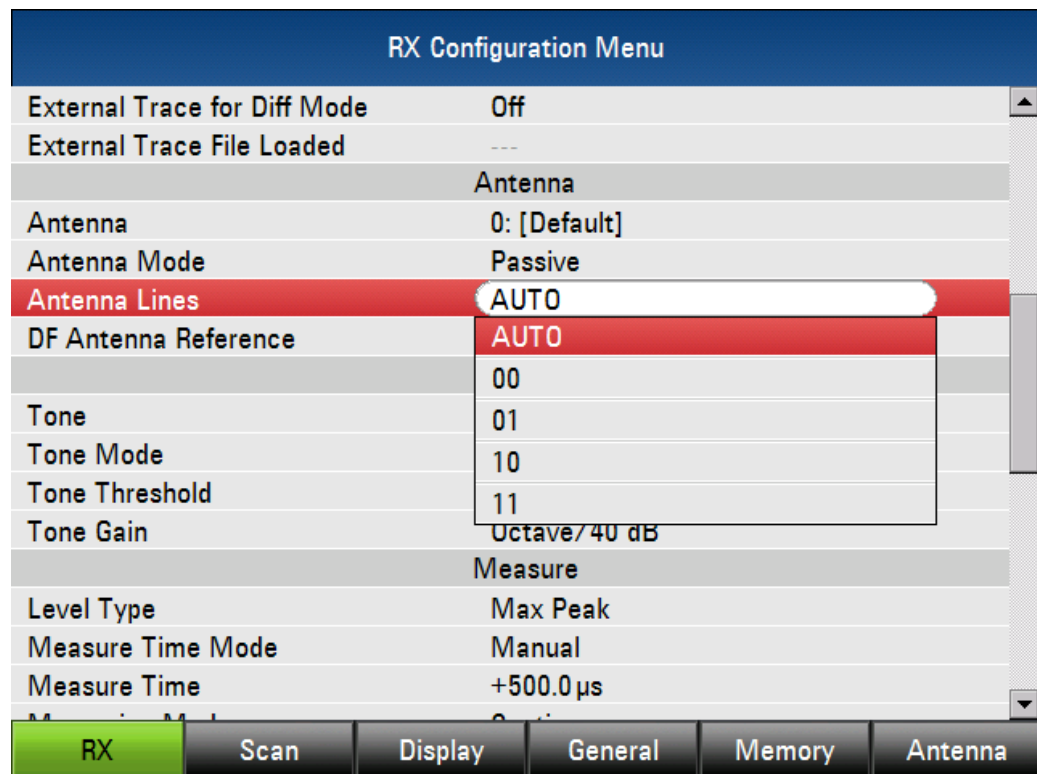 RX Configuration Menu
External Trace for Diff Mode Off
External Trace File Loaded ---
Antenna
Antenna 0: [Default]
Antenna Mode Passive
Antenna Lines AUTO
DF Antenna Reference AUTO
00
Tone 01
Tone Mode 10
Tone Threshold 11
Tone Gain Octave/40 dB
Measure
Level Type Max Peak
Measure Time Mode Manual
Measure Time +500.0 µs
RX Scan Display General Memory Antenna